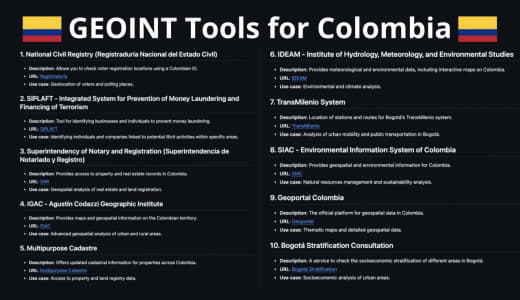 GEOINT Tools for Colombia
1. National Civil Registry (Registraduría Nacional del Estado Civil)
• Description: Allows you to check voter registration locations using a Colombian ID.
• URL: Registraduría
• Use case: Geolocation of voters and polling places.
2. SIPLAFT - Integrated System for Prevention of Money Laundering and
Financing of Terrorism
• Description: Tool for identifying businesses and individuals to prevent money laundering.
• URL: SIPLAFT
• Use case: Identifying individuals and companies linked to potential illicit activities within specific areas.
3. Superintendency of Notary and Registration (Superintendencia de
Notariado y Registro)
• Description: Provides access to property and real estate records in Colombia.
• URL: SNR
• Use case: Geospatial analysis of real estate and land registration.
4. IGAC - Agustín Codazzi Geographic Institute
• Description: Provides maps and geospatial information on the Colombian territory.
• URL: IGAC
• Use case: Advanced geospatial analysis of urban and rural areas.
5. Multipurpose Cadastre
• Description: Offers updated cadastral information for properties across Colombia.
• URL: Multipurpose Cadastre
• Use case: Access to property and land registry data.
6. IDEAM - Institute of Hydrology, Meteorology, and Environmental Studies
• Description: Provides meteorological and environmental data, including interactive maps on Colombia.
• URL: IDEAM
• Use case: Environmental and climate analysis.
7. TransMilenio System
• Description: Location of stations and routes for Bogotá's TransMilenio system.
• URL: TransMilenio
• Use case: Analysis of urban mobility and public transportation in Bogotá.
8. SIAC - Environmental Information System of Colombia
• Description: Provides geospatial and environmental information for Colombia.
• URL: SIAC
• Use case: Natural resources management and sustainability analysis.
9. Geoportal Colombia
• Description: The official platform for geospatial data in Colombia.
• URL: Geoportal
• Use case: Thematic maps and detailed geospatial data.
10. Bogotá Stratification Consultation
• Description: A service to check the socioeconomic stratification of different areas in Bogotá.
• URL: Bogotá Stratification
• Use case: Socioeconomic analysis of urban areas.